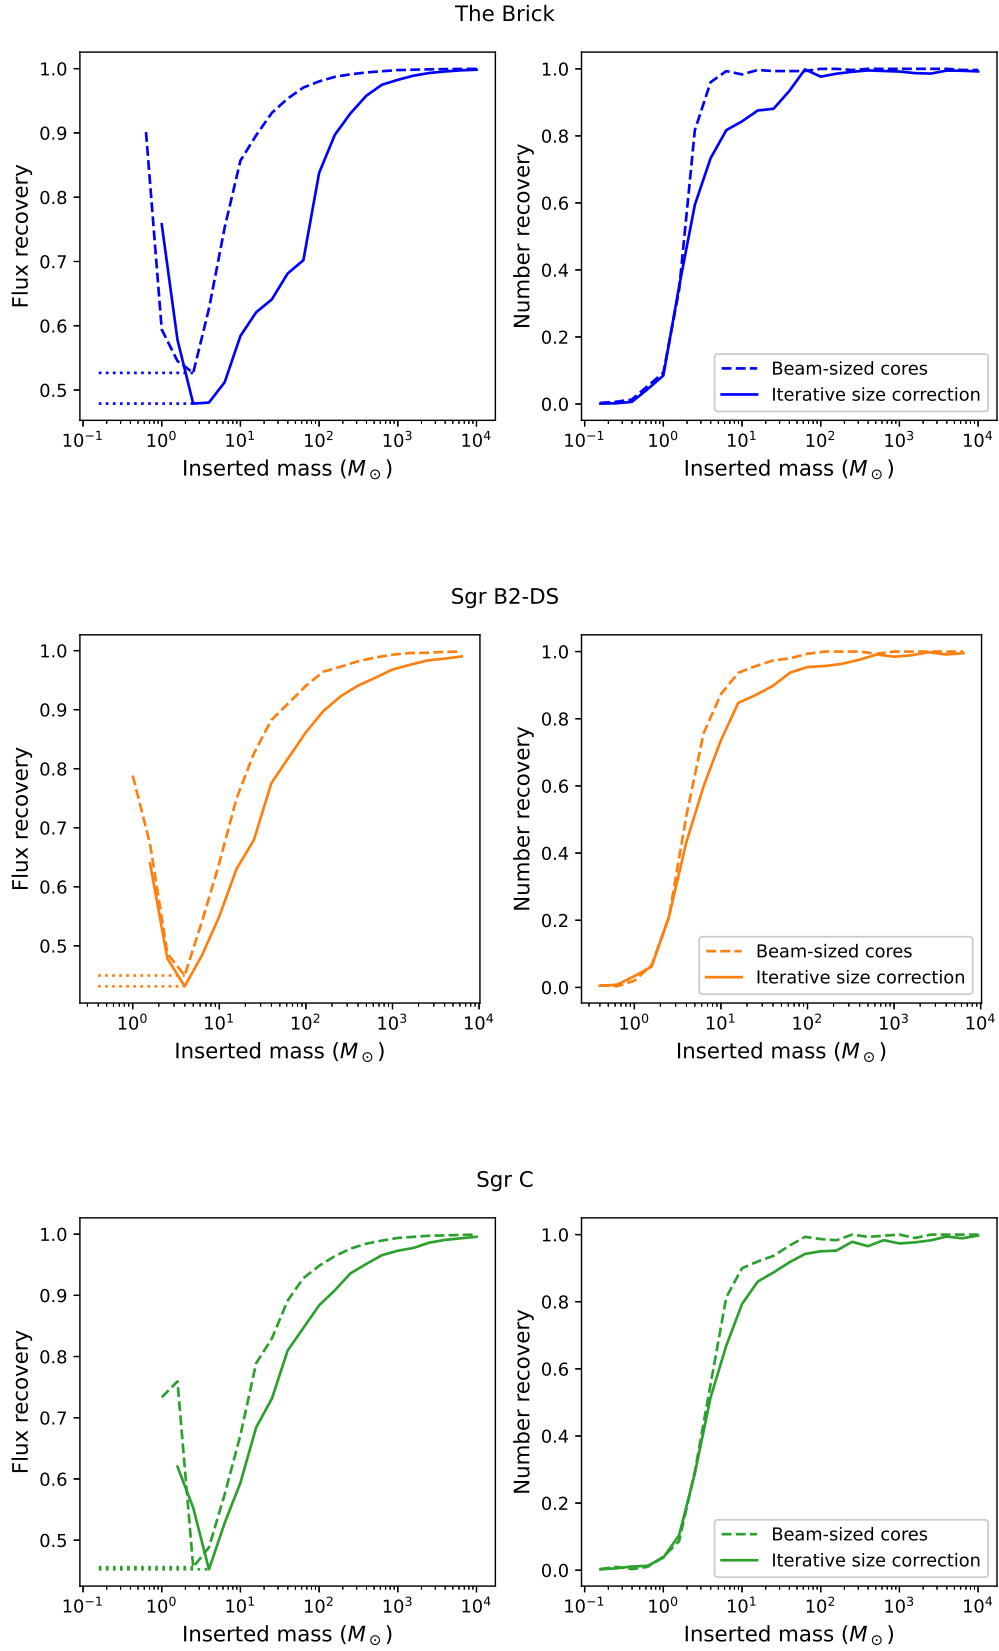 The Brick
Flux recovery
1.0
0.9
0.8
0.7
0.6
0.5
10⁻¹ 10⁰ 10¹ 10² 10³ 10⁴
Inserted mass (M⊙)
Number recovery
1.0
0.8
0.6
0.4
0.2
0.0
Beam-sized cores
Iterative size correction
10⁻¹ 10⁰ 10¹ 10² 10³ 10⁴
Inserted mass (M⊙)
Sgr B2-DS
Flux recovery
1.0
0.9
0.8
0.7
0.6
0.5
10⁰ 10¹ 10² 10³ 10⁴
Inserted mass (M⊙)
Number recovery
1.0
0.8
0.6
0.4
0.2
0.0
Beam-sized cores
Iterative size correction
10⁰ 10¹ 10² 10³ 10⁴
Inserted mass (M⊙)
Sgr C
Flux recovery
1.0
0.9
0.8
0.7
0.6
0.5
10⁻¹ 10⁰ 10¹ 10² 10³ 10⁴
Inserted mass (M⊙)
Number recovery
1.0
0.8
0.6
0.4
0.2
0.0
Beam-sized cores
Iterative size correction
10⁻¹ 10⁰ 10¹ 10² 10³ 10⁴
Inserted mass (M⊙)